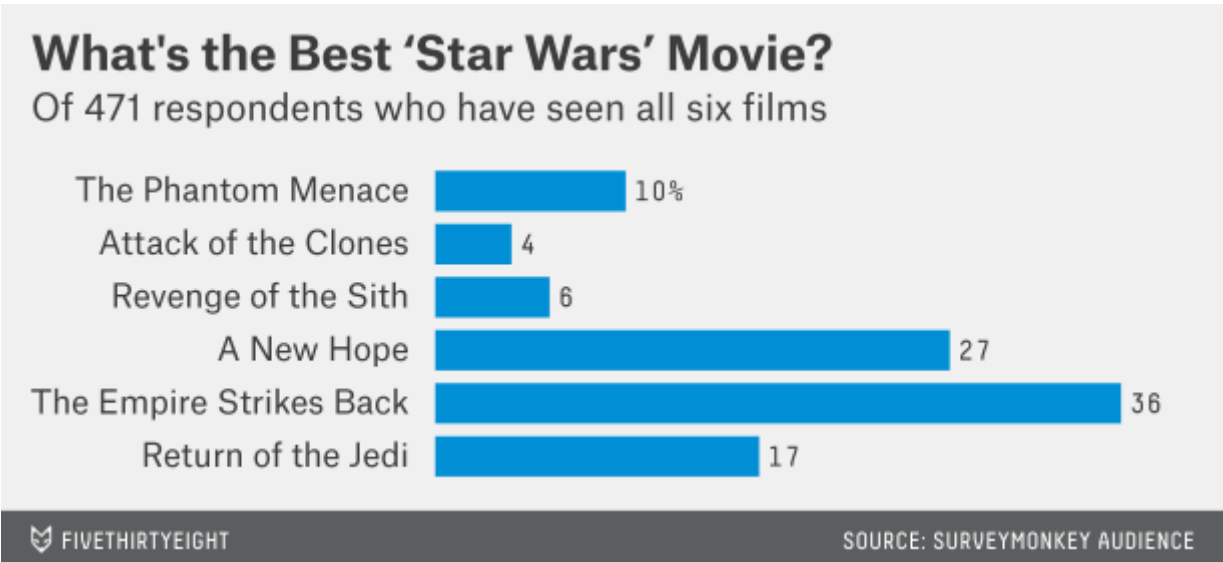 What's the Best ‘Star Wars’ Movie?
Of 471 respondents who have seen all six films
The Phantom Menace 10%
Attack of the Clones 4
Revenge of the Sith 6
A New Hope 27
The Empire Strikes Back 36
Return of the Jedi 17
FIVETHIRTYEIGHT SOURCE: SURVEYMONKEY AUDIENCE